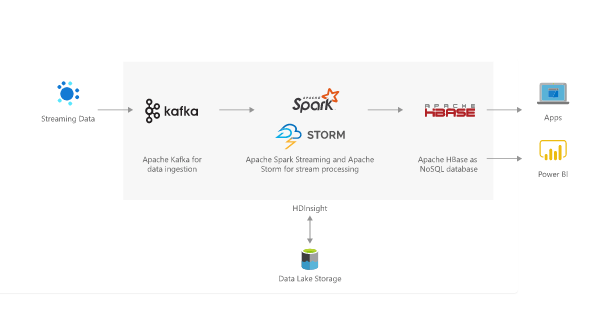 Streaming Data
kafka
Apache Kafka for
data ingestion
APACHE
Spark
STORM
Apache Spark Streaming and Apache
Storm for stream processing
APACHE
HBASE
Apache HBase as
NoSQL database
Apps
Power BI
HDInsight
Data Lake Storage